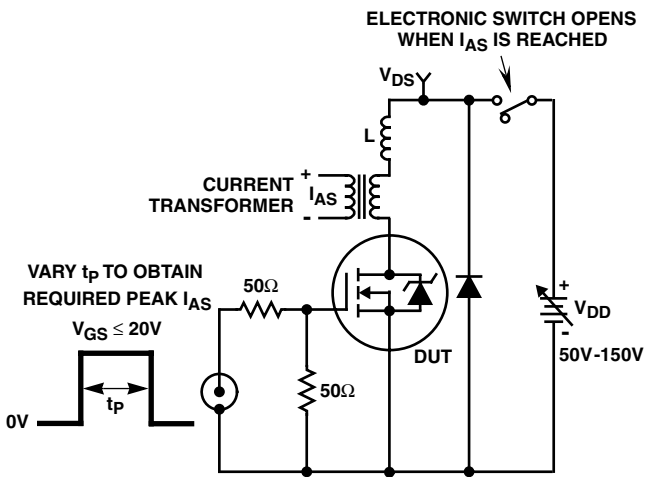 ELECTRONIC SWITCH OPENS
WHEN IAS IS REACHED
VDS
L
+
CURRENT
TRANSFORMER
IAS
-
VARY tP TO OBTAIN
REQUIRED PEAK IAS
50Ω
VGS ≤ 20V
DUT
+
VDD
-
50V-150V
50Ω
tP
0V